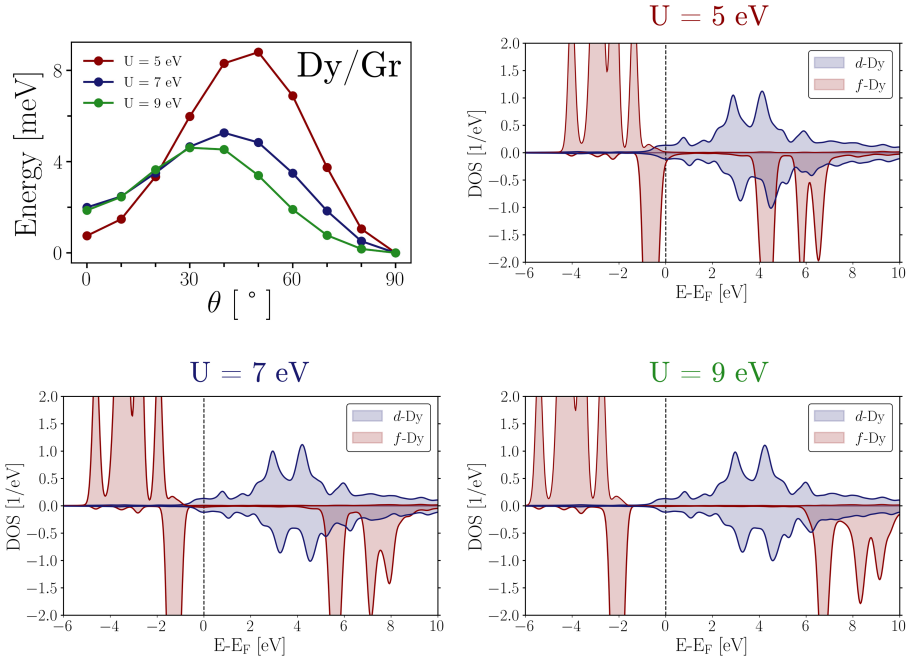 Dy/Gr
U = 5 eV
U = 7 eV
U = 9 eV
Energy [meV]
8
4
0
0
30
60
90
θ [ ° ]
U = 5 eV
d-Dy
f-Dy
DOS [1/eV]
2.0
1.5
1.0
0.5
0.0
−0.5
−1.0
−1.5
−2.0
−6 −4 −2 0 2 4 6 8 10
E-E_F [eV]
U = 7 eV
d-Dy
f-Dy
DOS [1/eV]
2.0
1.5
1.0
0.5
0.0
−0.5
−1.0
−1.5
−2.0
−6 −4 −2 0 2 4 6 8 10
E-E_F [eV]
U = 9 eV
d-Dy
f-Dy
DOS [1/eV]
2.0
1.5
1.0
0.5
0.0
−0.5
−1.0
−1.5
−2.0
−6 −4 −2 0 2 4 6 8 10
E-E_F [eV]